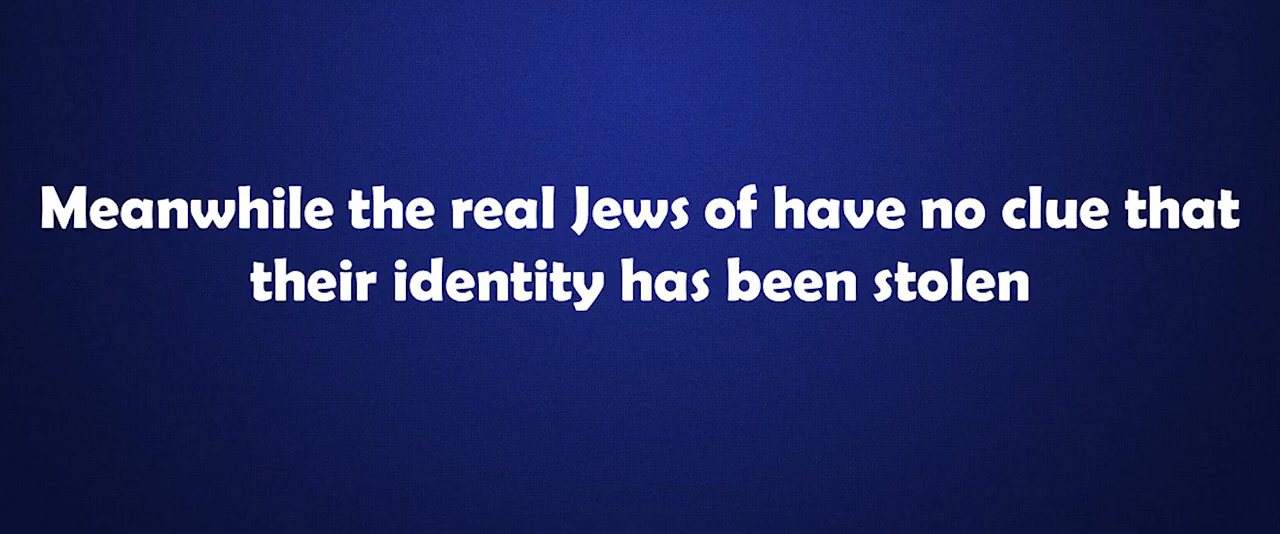 Meanwhile the real Jews of have no clue that
their identity has been stolen